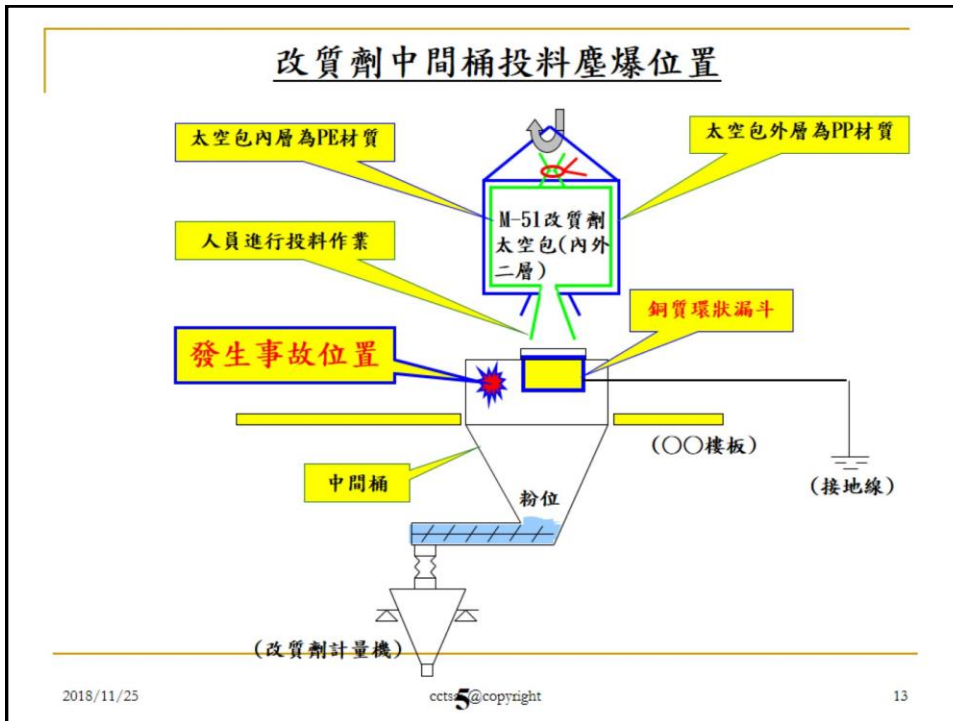 改質劑中間桶投料塵爆位置
太空包內層為PE材質
太空包外層為PP材質
M-51改質劑
太空包(內外
二層)
人員進行投料作業
銅質環狀漏斗
發生事故位置
(○○樓板)
(接地線)
中間桶
粉位
(改質劑計量機)
2018/11/25
5
@copyright
13